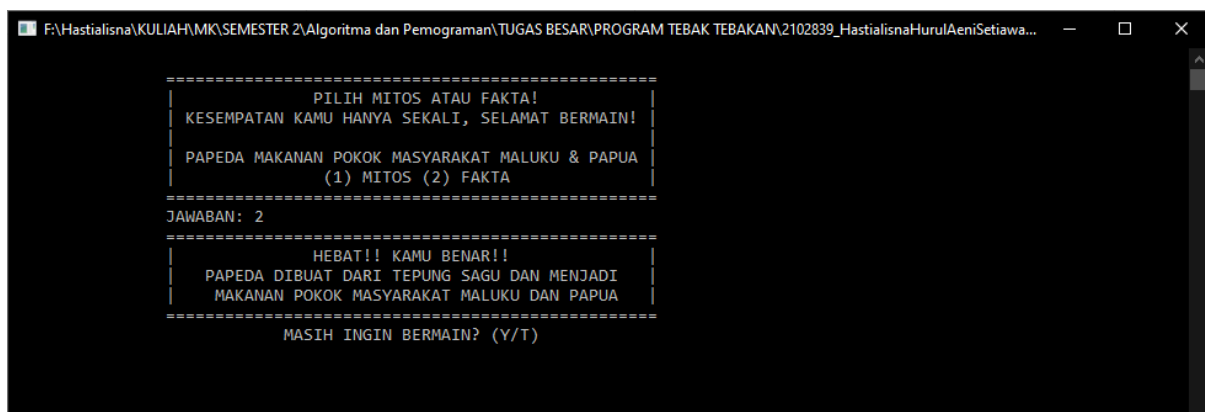 F:\Hastialisna\KULIAH\MK\SEMESTER 2\Algoritma dan Pemograman\TUGAS BESAR\PROGRAM TEBAK TEBAKAN\2102839_HastialisnaHurulAeniSetiawa...
==================================================
| PILIH MITOS ATAU FAKTA! |
| KESEMPATAN KAMU HANYA SEKALI, SELAMAT BERMAIN! |
| |
| PAPEDA MAKANAN POKOK MASYARAKAT MALUKU & PAPUA |
| (1) MITOS (2) FAKTA |
==================================================
JAWABAN: 2
==================================================
| HEBAT!! KAMU BENAR!! |
| PAPEDA DIBUAT DARI TEPUNG SAGU DAN MENJADI |
| MAKANAN POKOK MASYARAKAT MALUKU DAN PAPUA |
==================================================
MASIH INGIN BERMAIN? (Y/T)